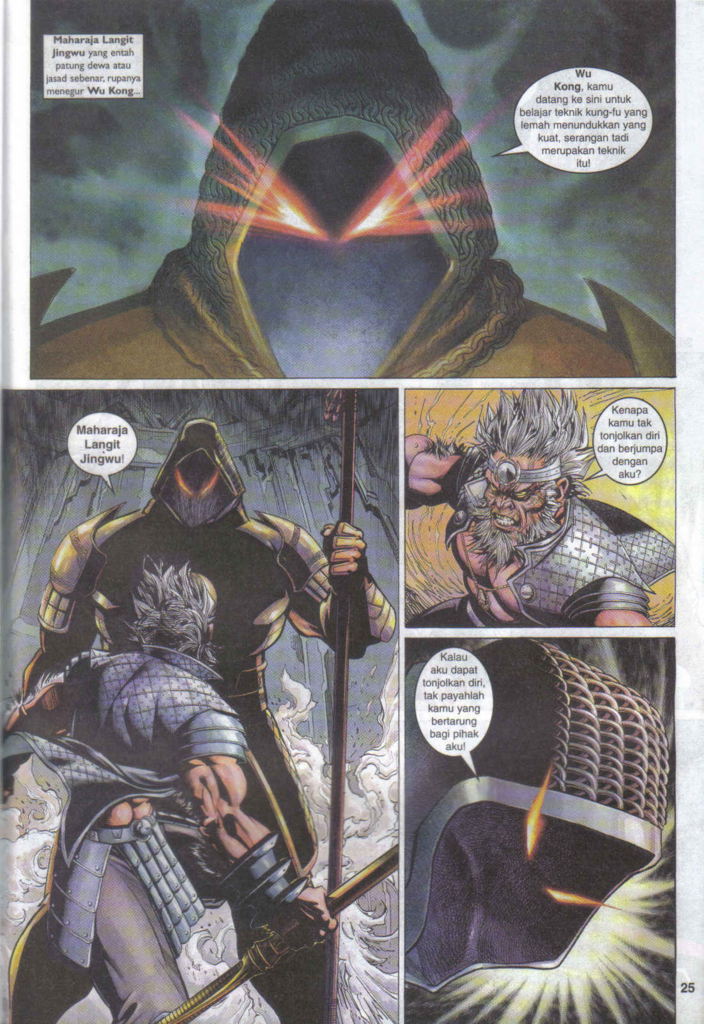 Maharaja Langit
Jingwu yang entah
patung dewa atau
jasad sebenar, rupanya
menegur Wu Kong...
Wu
Kong, kamu
datang ke sini untuk
belajar teknik kung-fu yang
lemah menundukkan yang
kuat, serangan tadi
merupakan teknik
itu!
Maharaja
Langit
Jingwu!
Kenapa
kamu tak
tonjolkan diri
dan berjumpa
dengan
aku?
Kalau
aku dapat
tonjolkan diri,
tak payahlah
kamu yang
bertarung
bagi pihak
aku!
25